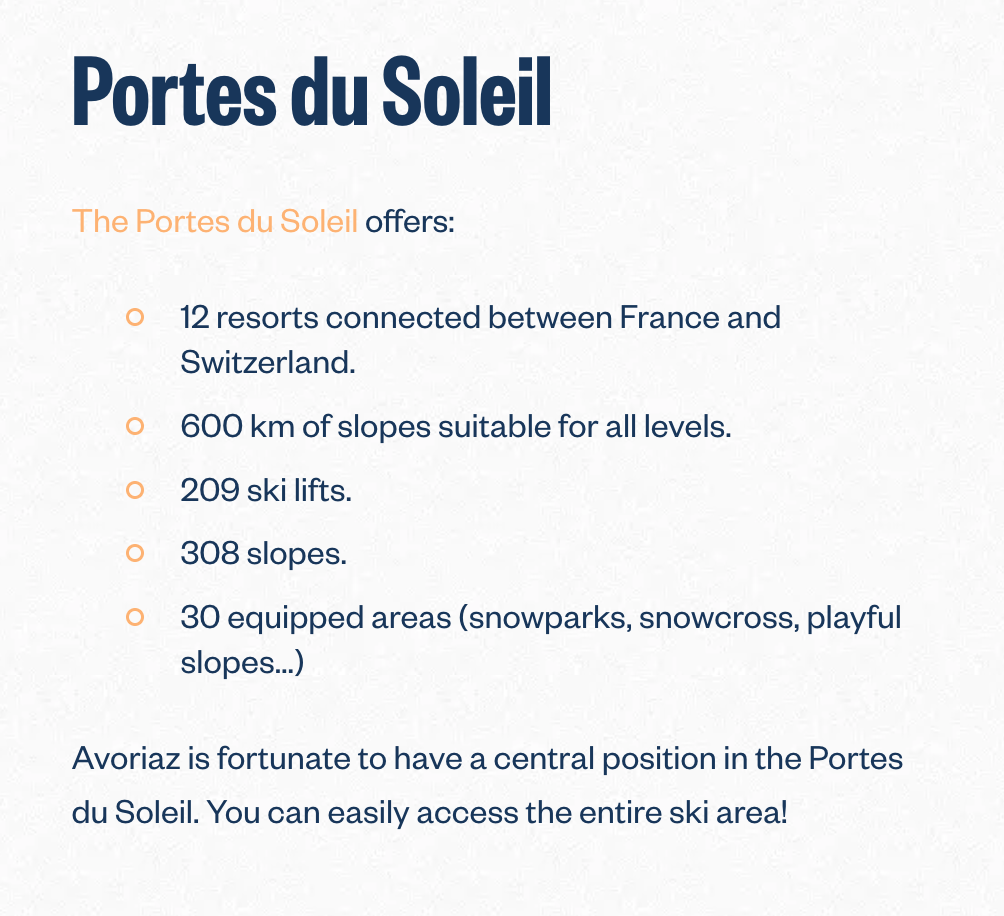 Portes du Soleil
The Portes du Soleil offers:
12 resorts connected between France and
Switzerland.
600 km of slopes suitable for all levels.
209 ski lifts.
308 slopes.
30 equipped areas (snowparks, snowcross, playful
slopes...)
Avoriaz is fortunate to have a central position in the Portes
du Soleil. You can easily access the entire ski area!